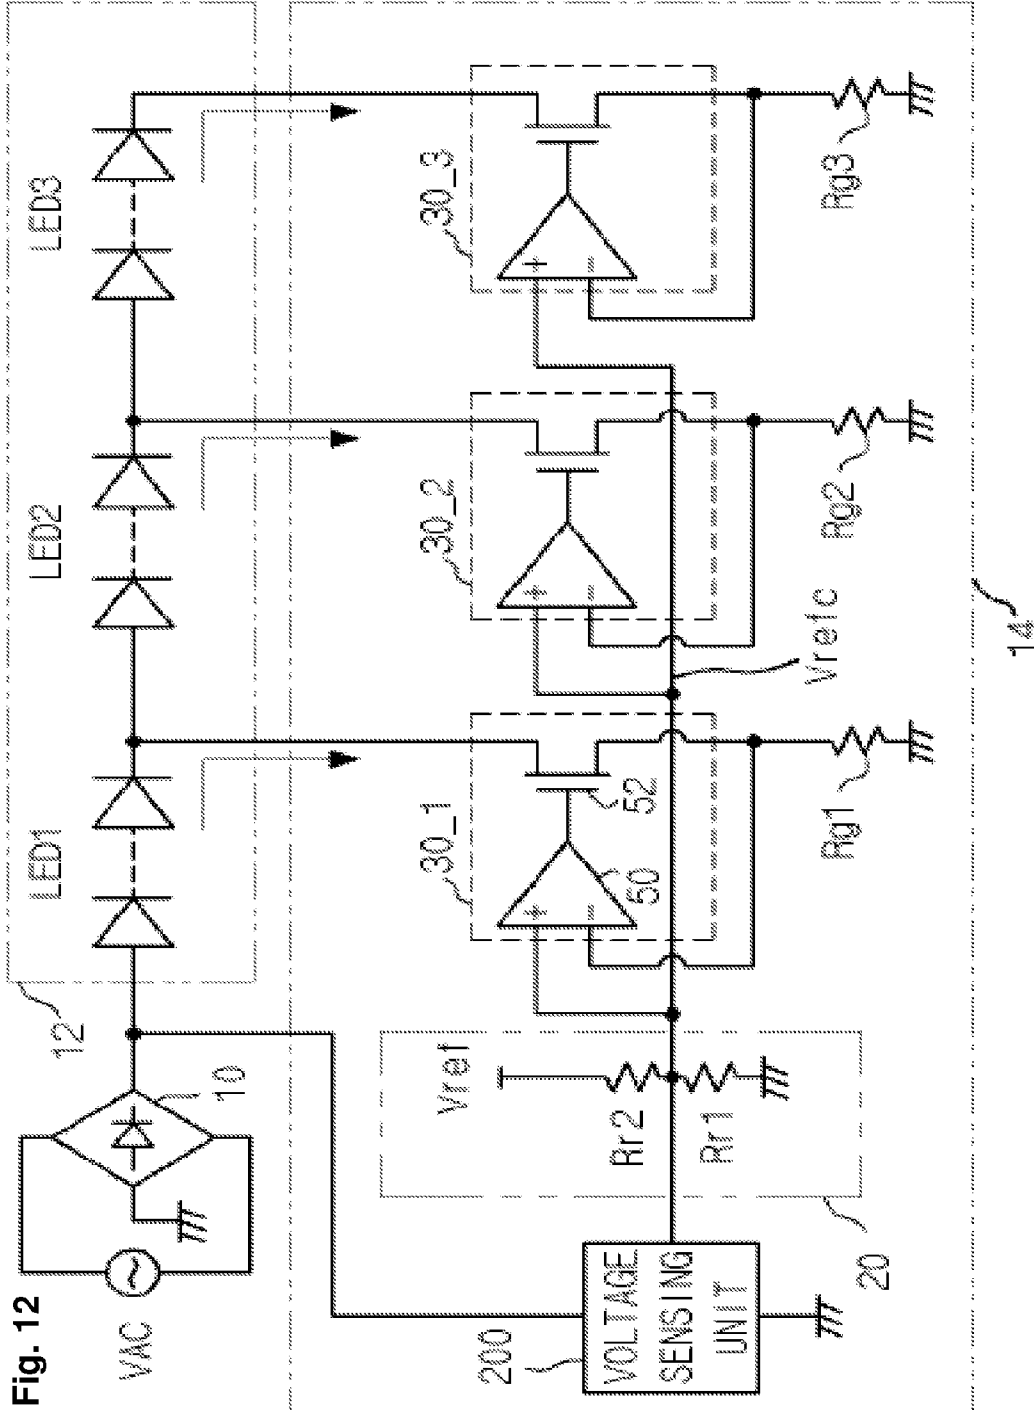 Fig. 12
VAC
10
12
LED1
LED2
LED3
30_1
30_2
30_3
+
-
+
-
+
-
50
52
Vref
Rr2
Rr1
Vrefc
Rg1
Rg2
Rg3
200
VOLTAGE
SENSING
UNIT
20
14